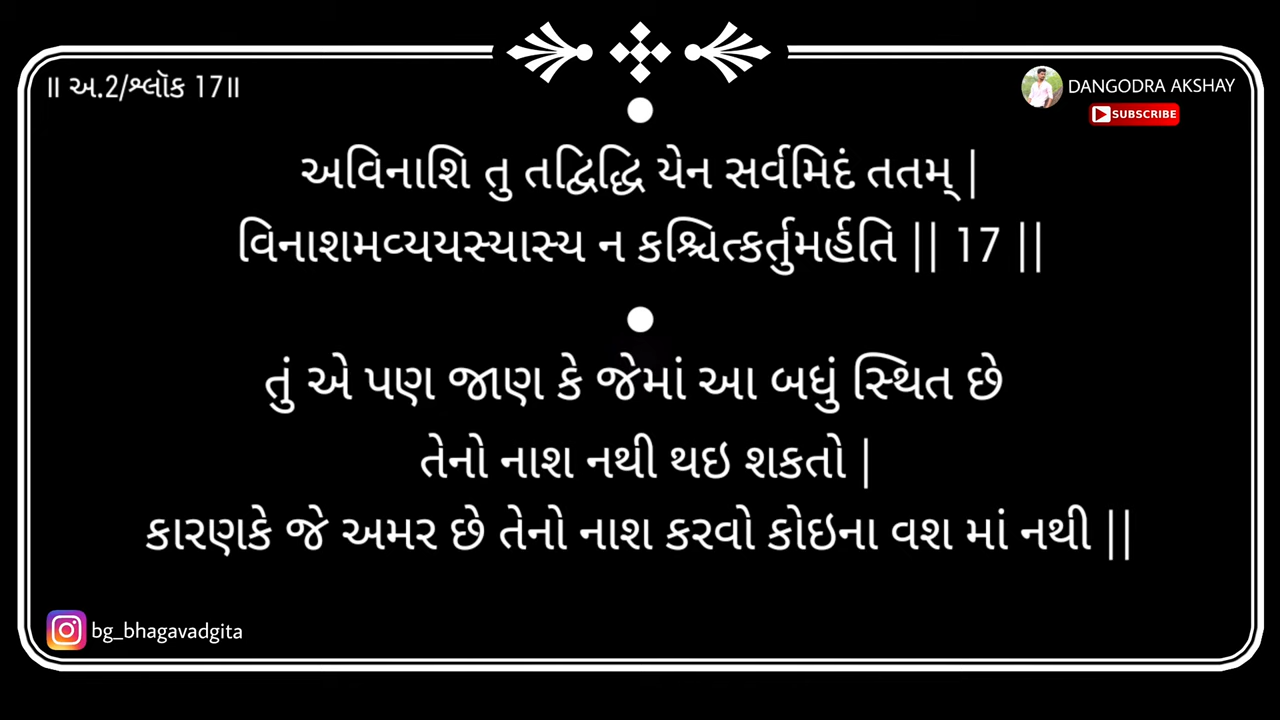 ॥ અ.2/શ્લૉક 17॥
DANGODRA AKSHAY
SUBSCRIBE
અવિનાશિ તુ તદ્વિદ્ધિ યેન સર્વમિદં તતમ્ |
વિનાશમવ્યયસ્યાસ્ય ન કશ્ચિત્કર્તુમર્હતિ || 17 ||
તું એ પણ જાણ કે જેમાં આ બધું સ્થિત છે
તેનો નાશ નથી થઇ શકતો |
કારણકે જે અમર છે તેનો નાશ કરવો કોઇના વશ માં નથી ||
bg_bhagavadgita